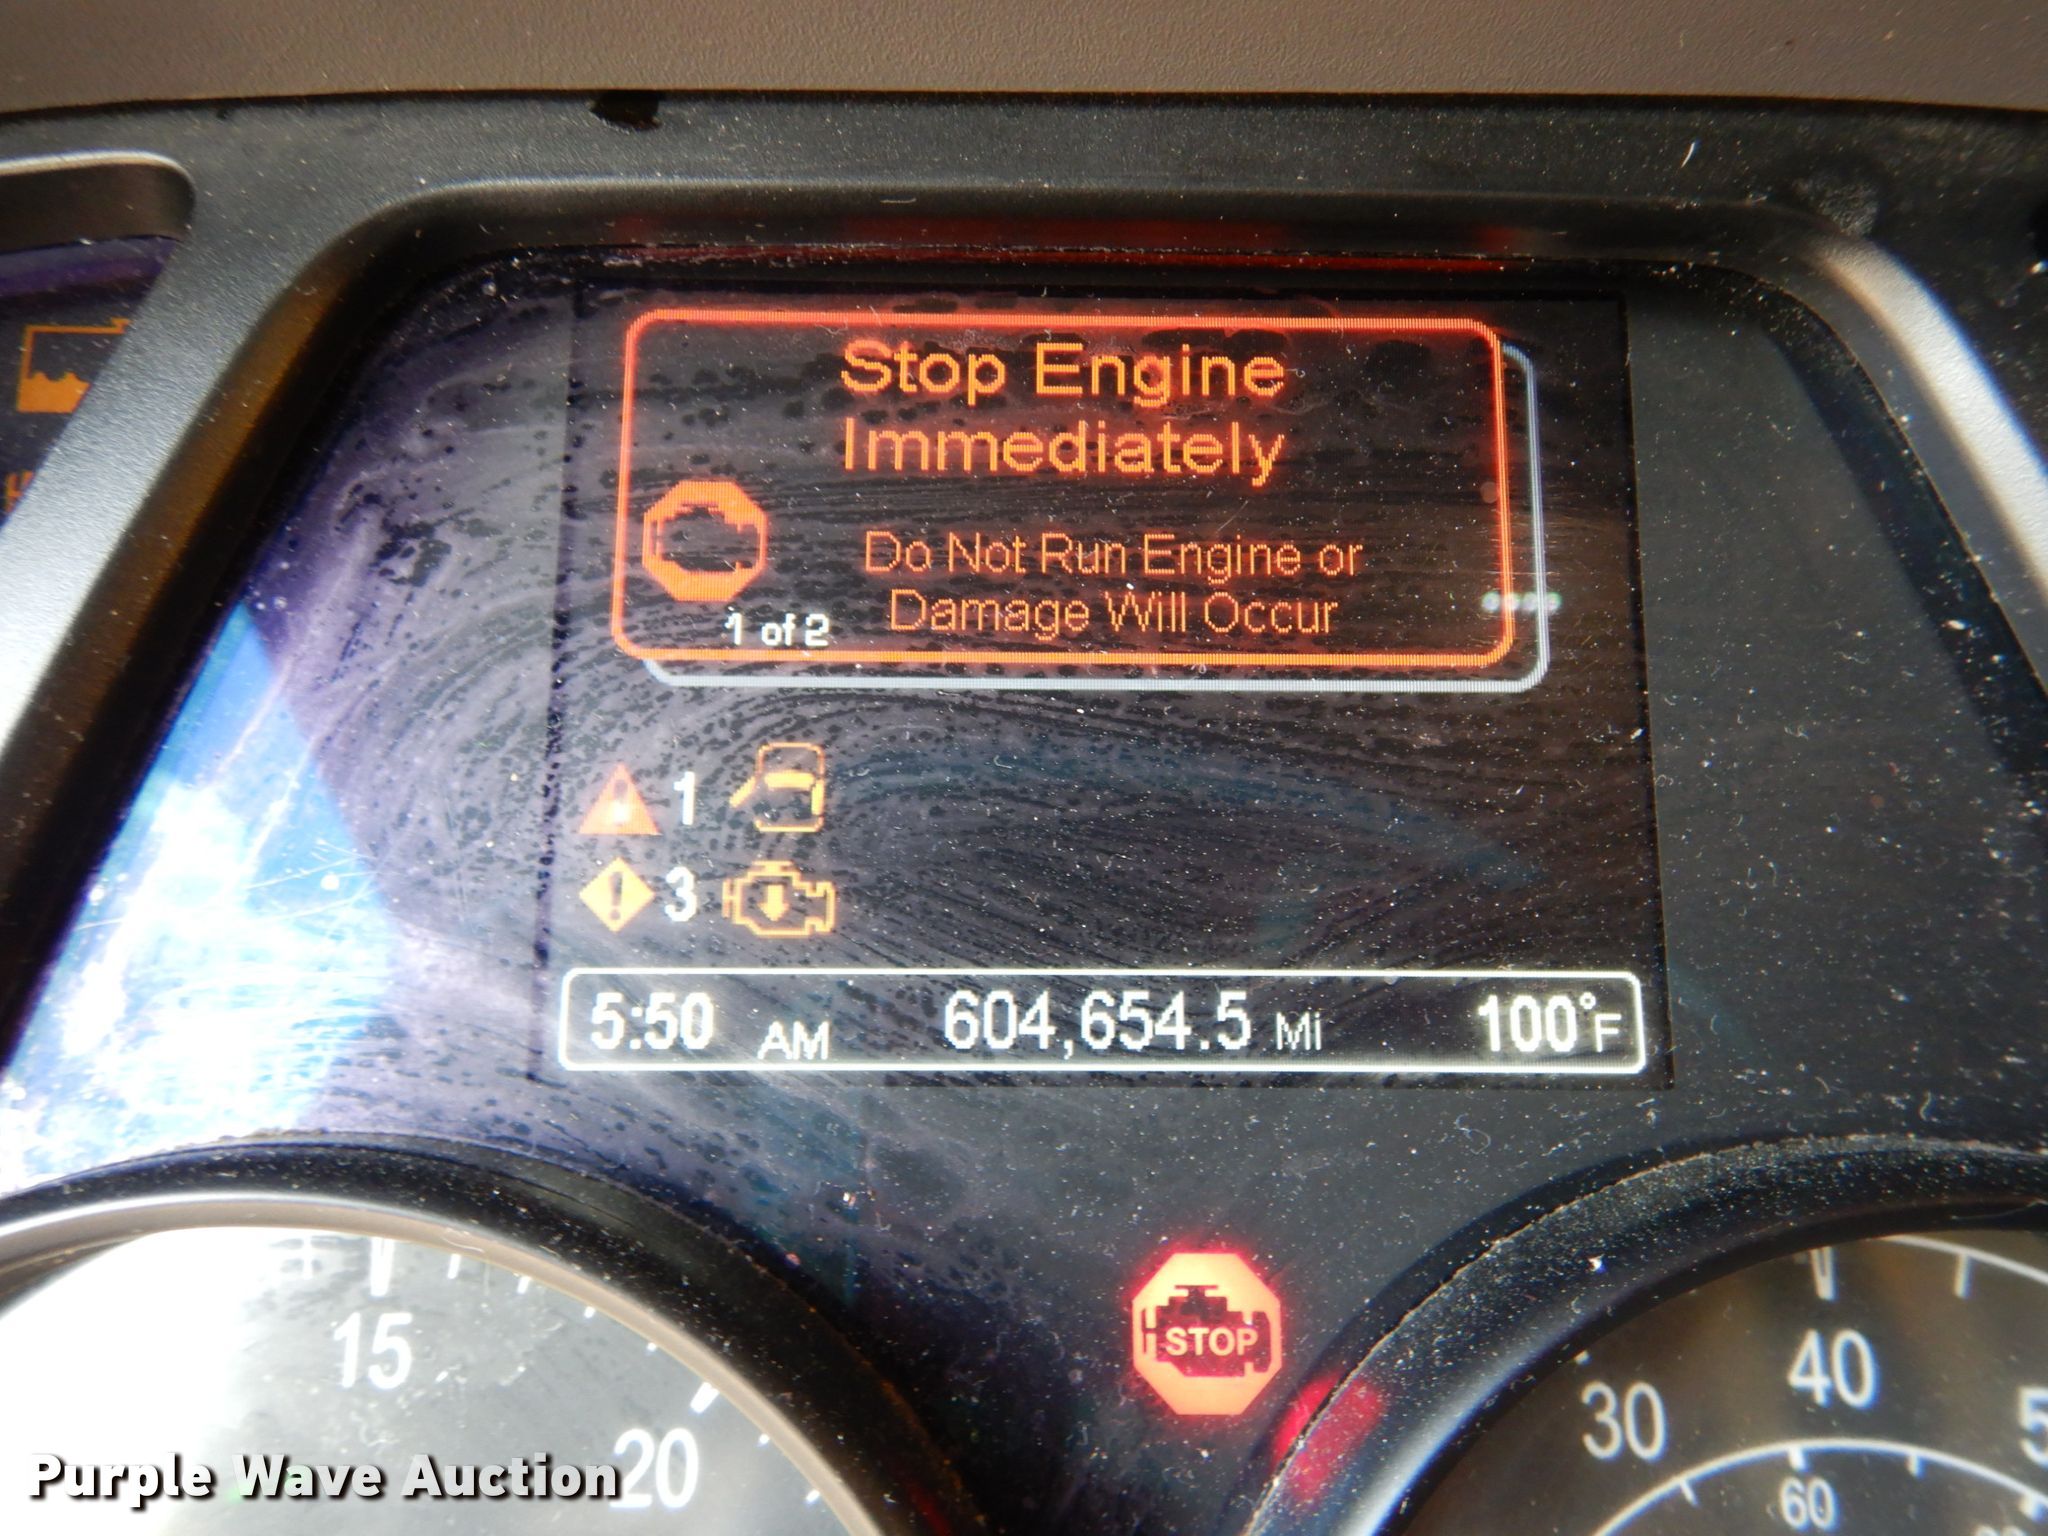 Stop Engine
Immediately
Do Not Run Engine or
Damage Will Occur
1 of 2
1
3
5:50 AM 604,654.5 Mi 100°F
STOP
15
20
30
40
60
Purple Wave Auction